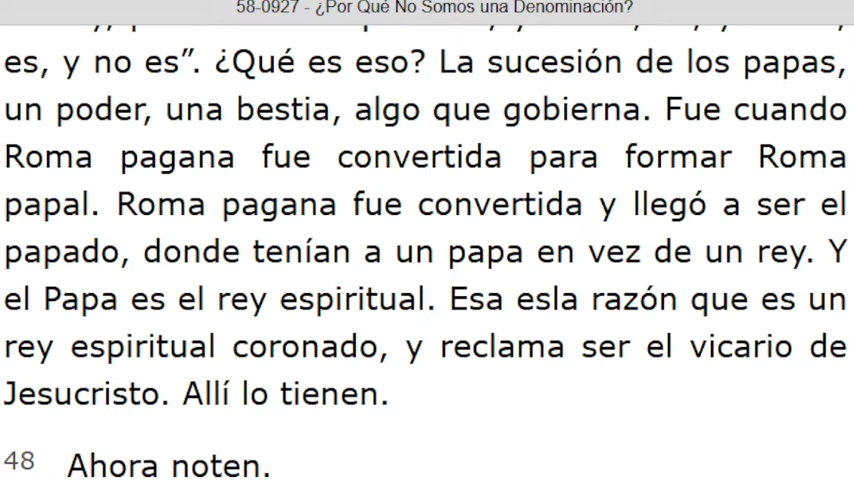 58-0927 - ¿Por Qué No Somos una Denominación?
es, y no es”. ¿Qué es eso? La sucesión de los papas,
un poder, una bestia, algo que gobierna. Fue cuando
Roma pagana fue convertida para formar Roma
papal. Roma pagana fue convertida y llegó a ser el
papado, donde tenían a un papa en vez de un rey. Y
el Papa es el rey espiritual. Esa esla razón que es un
rey espiritual coronado, y reclama ser el vicario de
Jesucristo. Allí lo tienen.
48 Ahora noten.